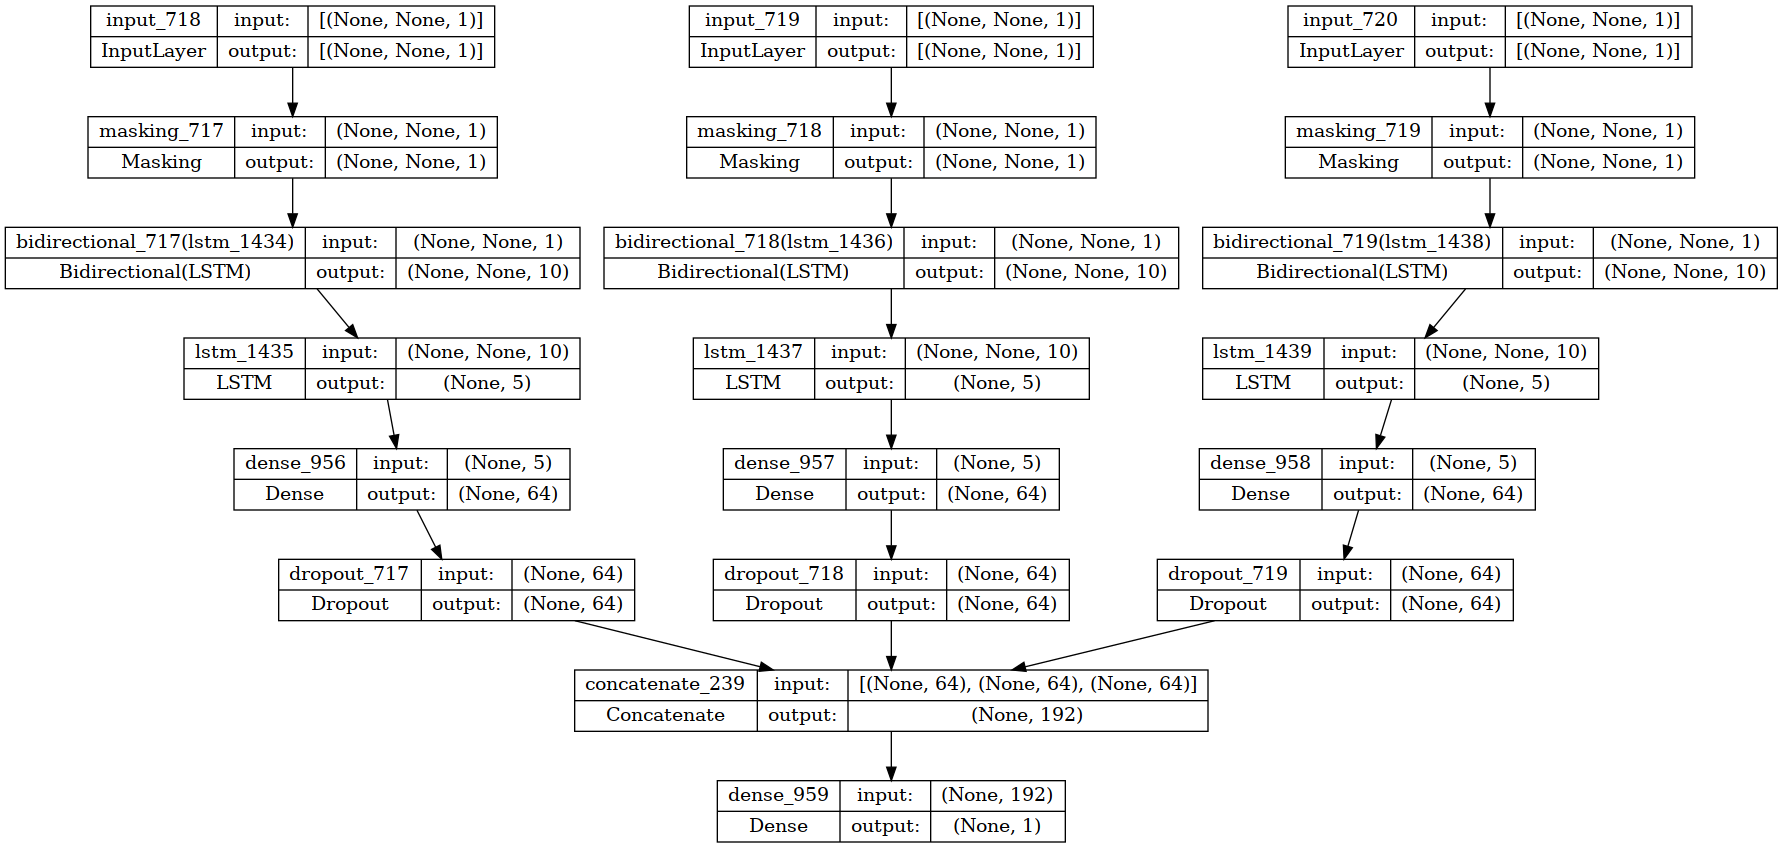 input_718 input: [(None, None, 1)]
InputLayer output: [(None, None, 1)]
input_719 input: [(None, None, 1)]
InputLayer output: [(None, None, 1)]
input_720 input: [(None, None, 1)]
InputLayer output: [(None, None, 1)]
masking_717 input: (None, None, 1)
Masking output: (None, None, 1)
masking_718 input: (None, None, 1)
Masking output: (None, None, 1)
masking_719 input: (None, None, 1)
Masking output: (None, None, 1)
bidirectional_717(lstm_1434) input: (None, None, 1)
Bidirectional(LSTM) output: (None, None, 10)
bidirectional_718(lstm_1436) input: (None, None, 1)
Bidirectional(LSTM) output: (None, None, 10)
bidirectional_719(lstm_1438) input: (None, None, 1)
Bidirectional(LSTM) output: (None, None, 10)
lstm_1435 input: (None, None, 10)
LSTM output: (None, 5)
lstm_1437 input: (None, None, 10)
LSTM output: (None, 5)
lstm_1439 input: (None, None, 10)
LSTM output: (None, 5)
dense_956 input: (None, 5)
Dense output: (None, 64)
dense_957 input: (None, 5)
Dense output: (None, 64)
dense_958 input: (None, 5)
Dense output: (None, 64)
dropout_717 input: (None, 64)
Dropout output: (None, 64)
dropout_718 input: (None, 64)
Dropout output: (None, 64)
dropout_719 input: (None, 64)
Dropout output: (None, 64)
concatenate_239 input: [(None, 64), (None, 64), (None, 64)]
Concatenate output: (None, 192)
dense_959 input: (None, 192)
Dense output: (None, 1)